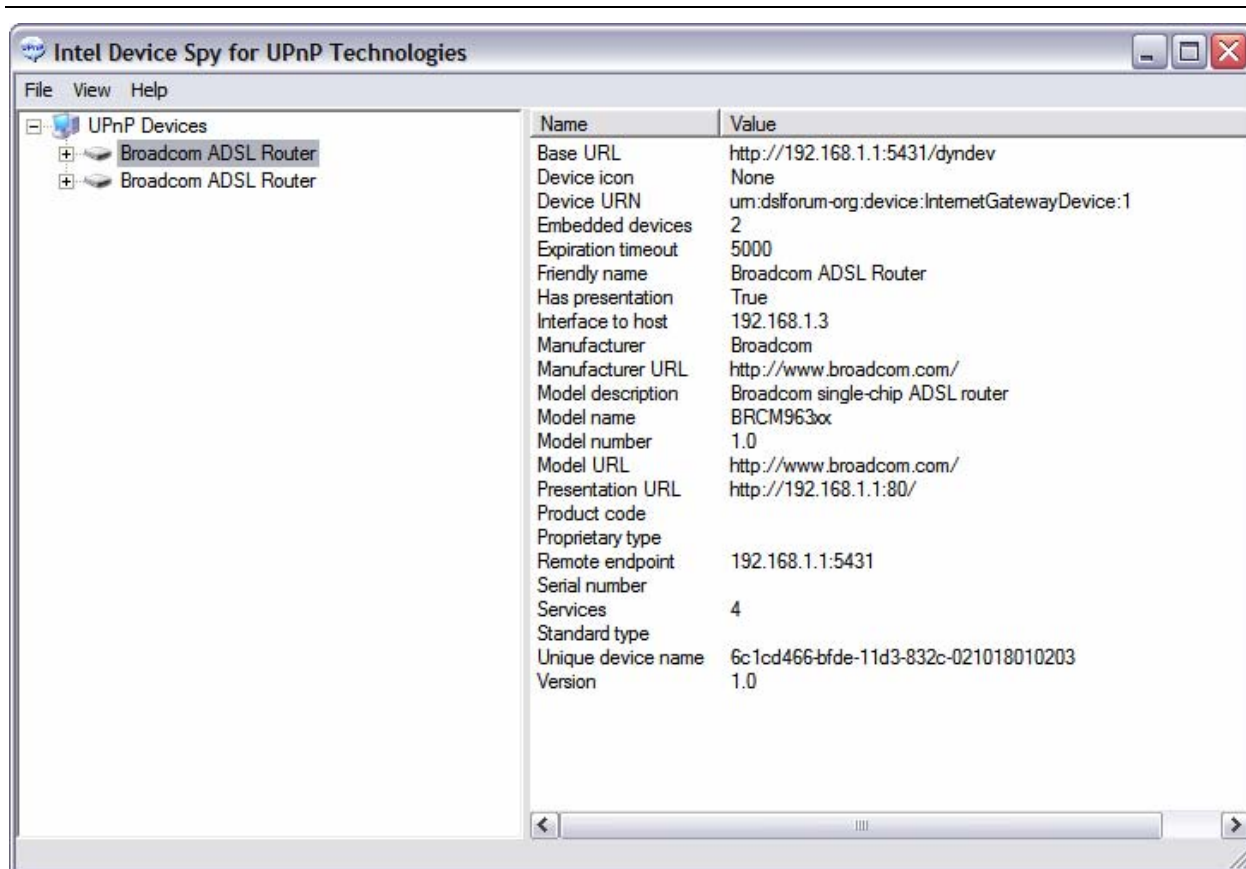 Intel Device Spy for UPnP Technologies
File View Help
UPnP Devices
Broadcom ADSL Router
Broadcom ADSL Router
Name Value
Base URL http://192.168.1.1:5431/dyndev
Device icon None
Device URN urn:dslforum-org:device:InternetGatewayDevice:1
Embedded devices 2
Expiration timeout 5000
Friendly name Broadcom ADSL Router
Has presentation True
Interface to host 192.168.1.3
Manufacturer Broadcom
Manufacturer URL http://www.broadcom.com/
Model description Broadcom single-chip ADSL router
Model name BRCM963xx
Model number 1.0
Model URL http://www.broadcom.com/
Presentation URL http://192.168.1.1:80/
Product code
Proprietary type
Remote endpoint 192.168.1.1:5431
Serial number
Services 4
Standard type
Unique device name 6c1cd466-bfde-11d3-832c-021018010203
Version 1.0